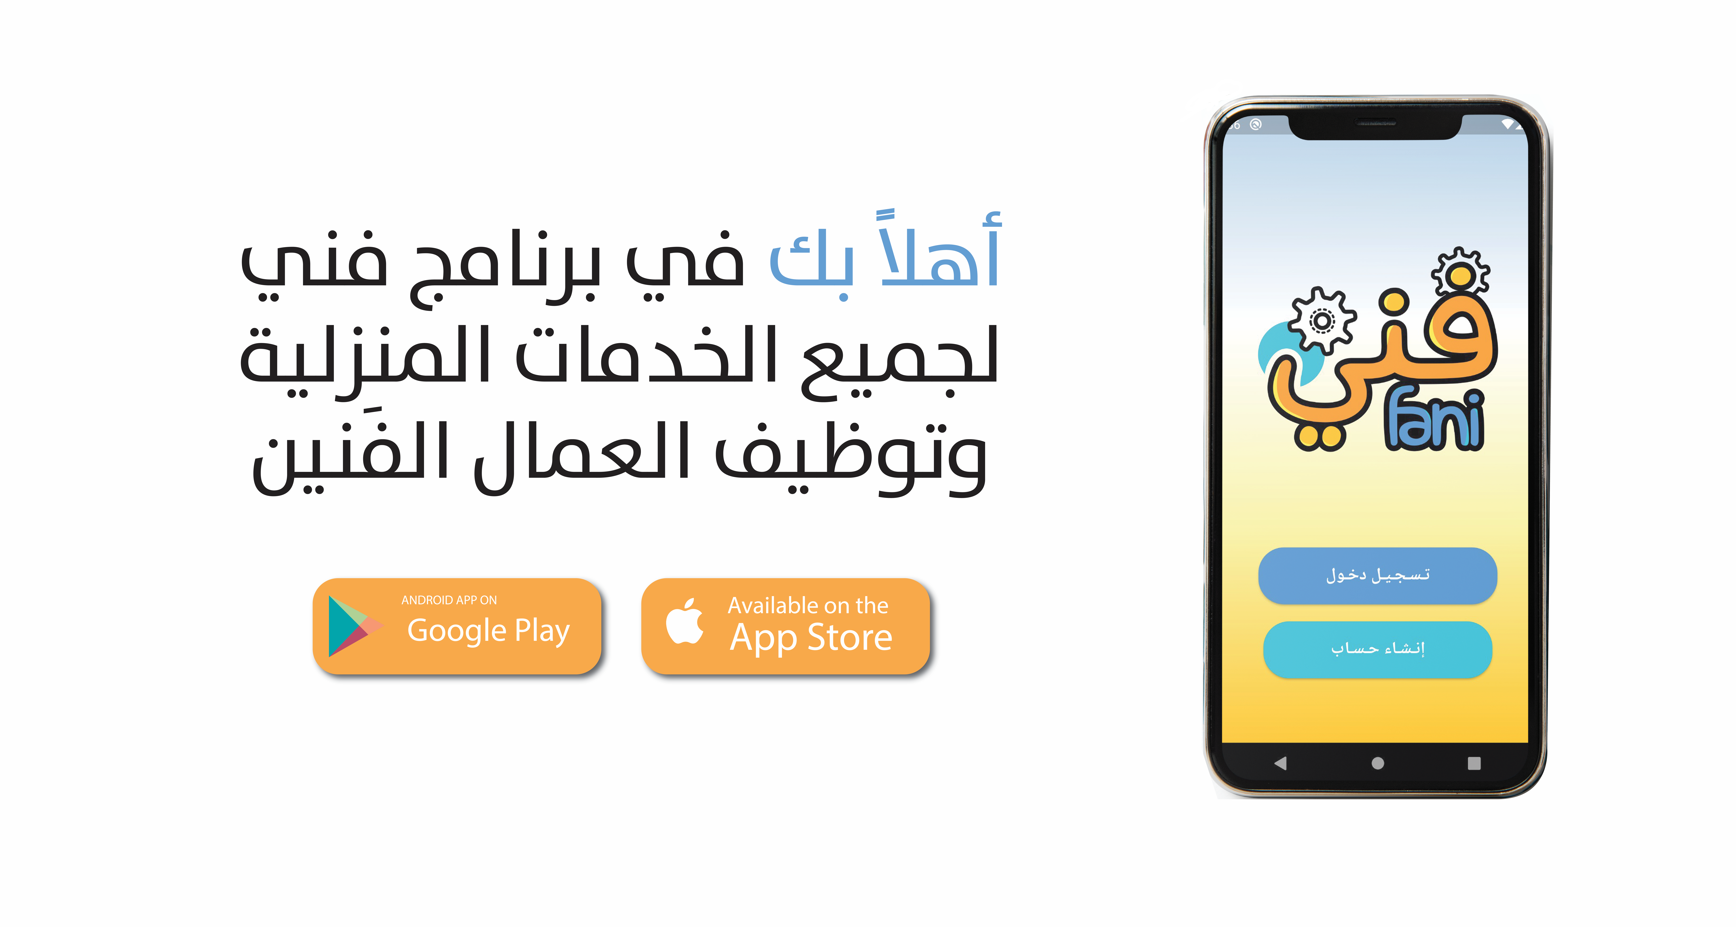 أهلاً بك في برنامج فني
لجميع الخدمات المنزلية
وتوظيف العمال الفَنين
ANDROID APP ON
Google Play
Available on the
App Store
فني
fani
تسجيل دخول
إنشاء حساب